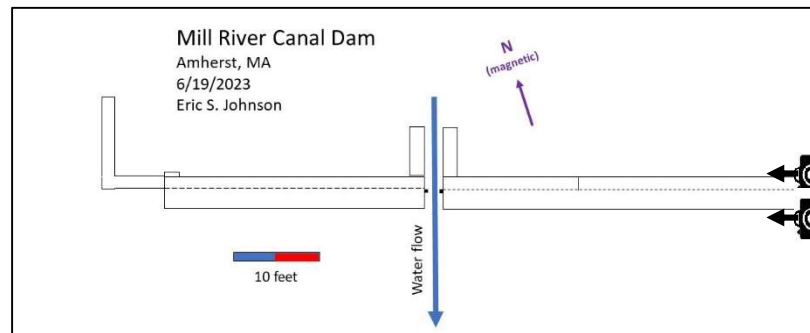 Mill River Canal Dam
Amherst, MA
6/19/2023
Eric S. Johnson
N
(magnetic)
Water flow
10 feet